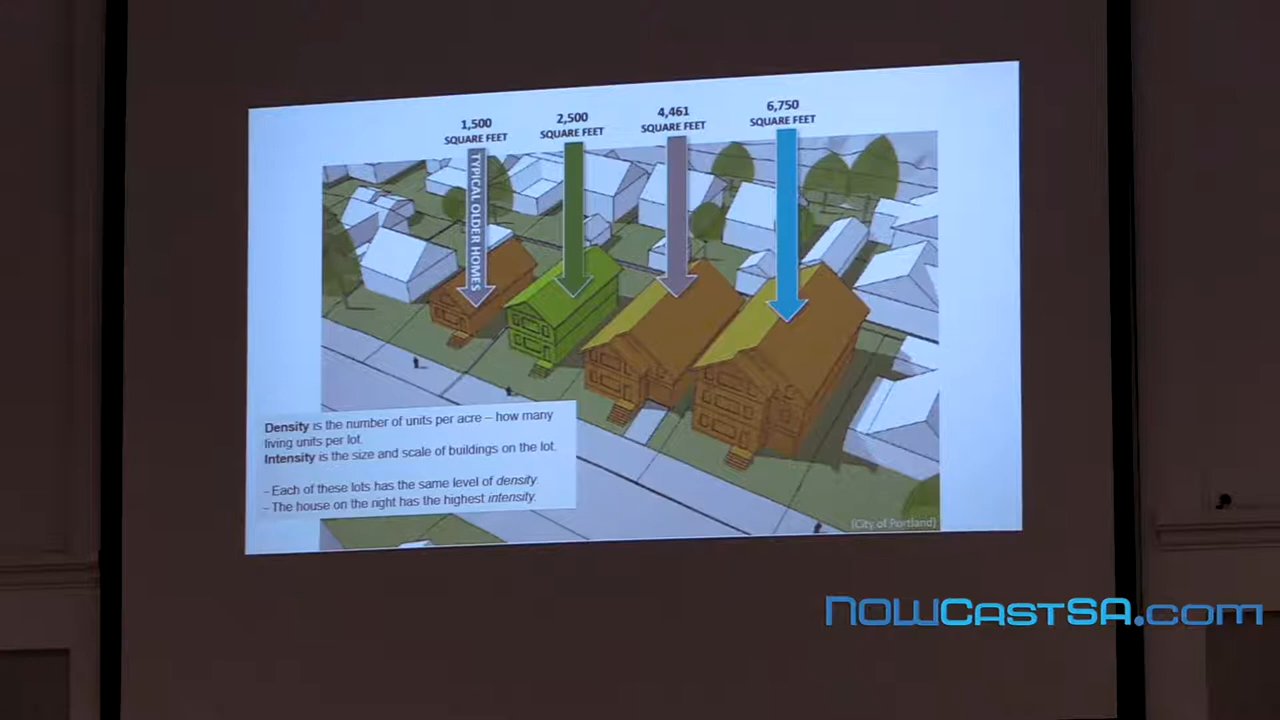 1,500
SQUARE FEET
2,500
SQUARE FEET
4,461
SQUARE FEET
6,750
SQUARE FEET
TYPICAL OLDER HOMES
Density is the number of units per acre – how many
living units per lot.
Intensity is the size and scale of buildings on the lot.
– Each of these lots has the same level of density.
– The house on the right has the highest intensity.
(City of Portland)
NOWCastSA.com